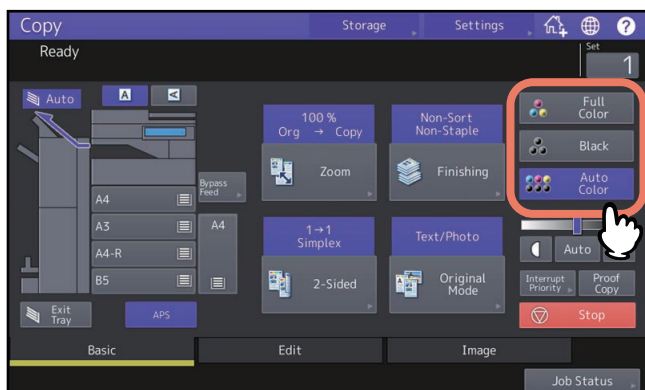 Copy
Storage
Settings
?
Ready
Set
1
Auto
A
A
100 %
Org → Copy
Non-Sort
Non-Staple
Full
Color
Zoom
Finishing
Black
Bypass
Feed
Auto
Color
A4
A3
A4
A4-R
B5
1→1
Simplex
Text/Photo
Auto
2-Sided
Original
Mode
Interrupt
Priority
Proof
Copy
Exit
Tray
APS
Stop
Basic
Edit
Image
Job Status